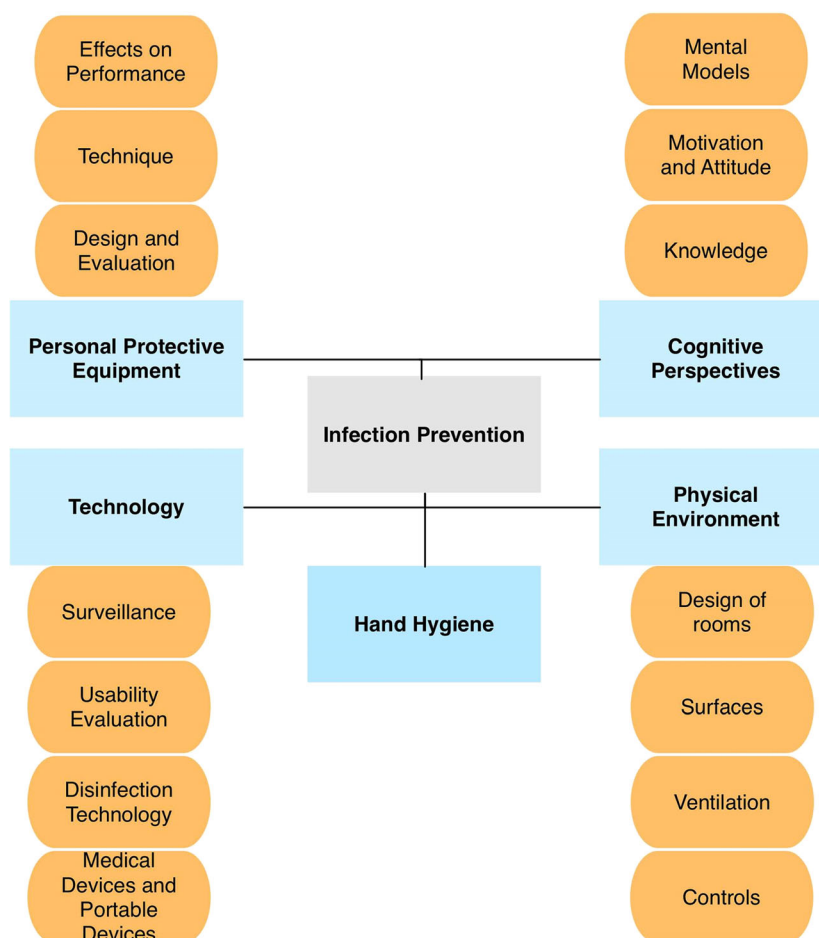 Effects on
Performance
Technique
Design and
Evaluation
Personal Protective
Equipment
Mental
Models
Motivation
and Attitude
Knowledge
Cognitive
Perspectives
Infection Prevention
Technology
Surveillance
Usability
Evaluation
Disinfection
Technology
Medical
Devices and
Portable
Devices
Hand Hygiene
Physical
Environment
Design of
rooms
Surfaces
Ventilation
Controls